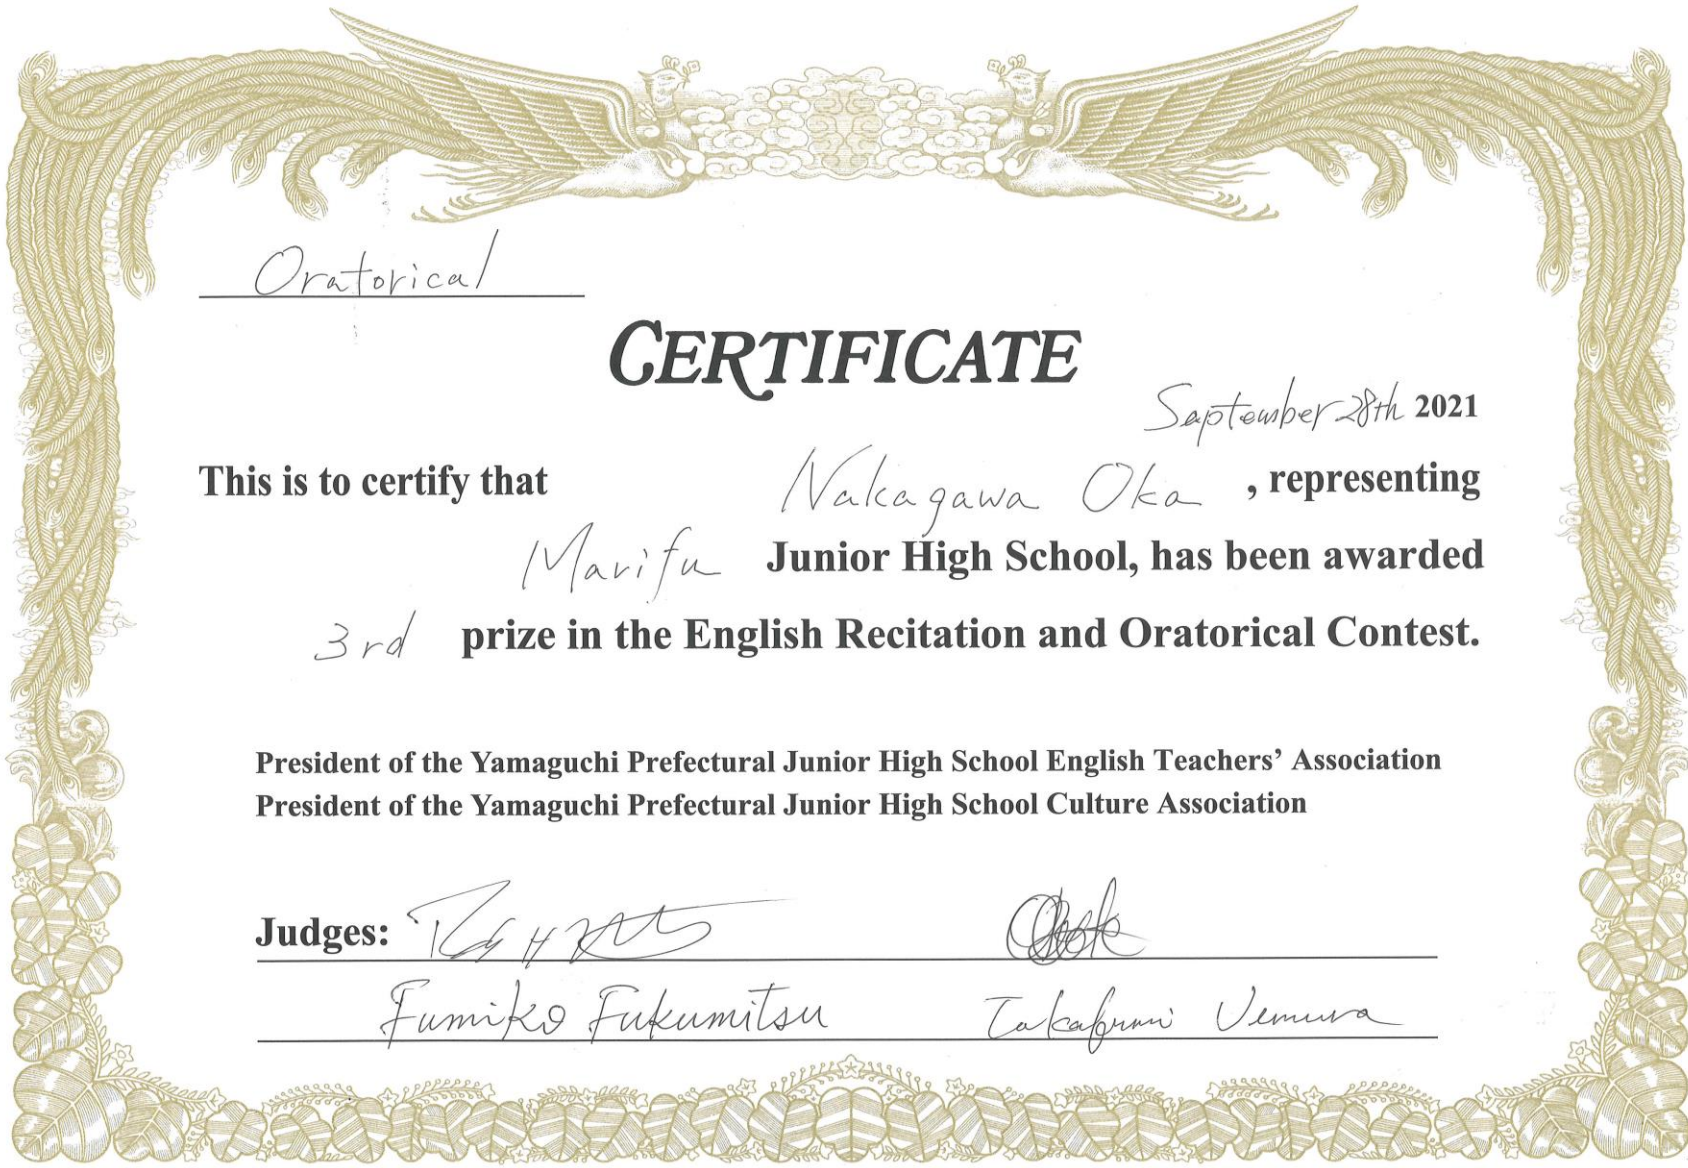 Oratorical
CERTIFICATE
September 28th 2021
This is to certify that Nakagawa Oka , representing
Marifu Junior High School, has been awarded
3rd prize in the English Recitation and Oratorical Contest.
President of the Yamaguchi Prefectural Junior High School English Teachers’ Association
President of the Yamaguchi Prefectural Junior High School Culture Association
Judges:
Fumiko Fukumitsu Takafumi Uemura